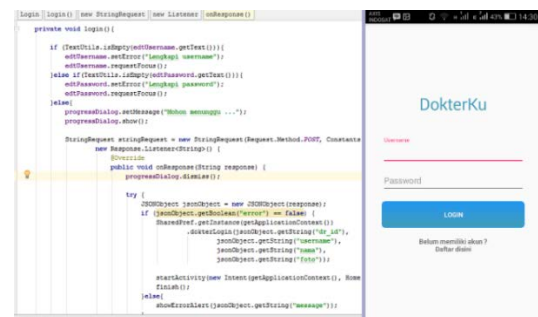 Login login() new StringRequest new Listener onResponse()
private void login(){
if (TextUtils.isEmpty(edtUsername.getText())){
edtUsername.setError("Lengkapi username");
edtUsername.requestFocus();
}else if(TextUtils.isEmpty(edtPassword.getText())){
edtPassword.setError("Lengkapi password");
edtPassword.requestFocus();
}else{
progressDialog.setMessage("Mohon menunggu ...");
progressDialog.show();
StringRequest stringRequest = new StringRequest(Request.Method.POST, Constants
new Response.Listener<String>() {
@Override
public void onResponse(String response) {
progressDialog.dismiss();
try {
JSONObject jsonObject = new JSONObject(response);
if (jsonObject.getBoolean("error") == false) {
SharedPref.getInstance(getApplicationContext())
.dokterLogin(jsonObject.getString("dr_id"),
jsonObject.getString("username"),
jsonObject.getString("nama"),
jsonObject.getString("foto"));
startActivity(new Intent(getApplicationContext(), Home
finish();
}else{
showErrorAlert(jsonObject.getString("message"));
INDOSAT 43% 14:30
DokterKu
Username
Password
LOGIN
Belum memiliki akun ?
Daftar disini